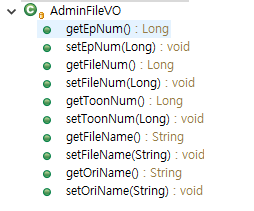 AdminFileVO
getEpNum() : Long
setEpNum(Long) : void
getFileNum() : Long
setFileNum(Long) : void
getToonNum() : Long
setToonNum(Long) : void
getFileName() : String
setFileName(String) : void
getOriName() : String
setOriName(String) : void